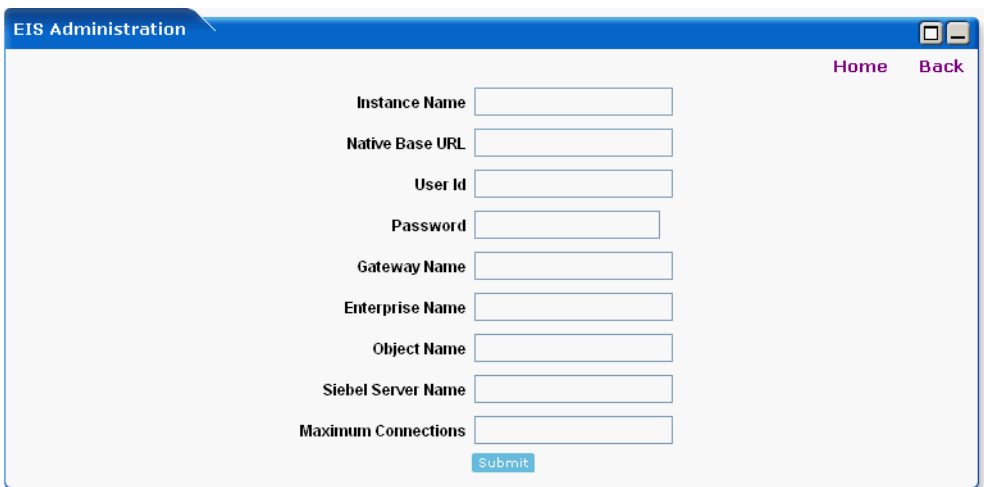 EIS Administration
Home Back
Instance Name
Native Base URL
User Id
Password
Gateway Name
Enterprise Name
Object Name
Siebel Server Name
Maximum Connections
Submit